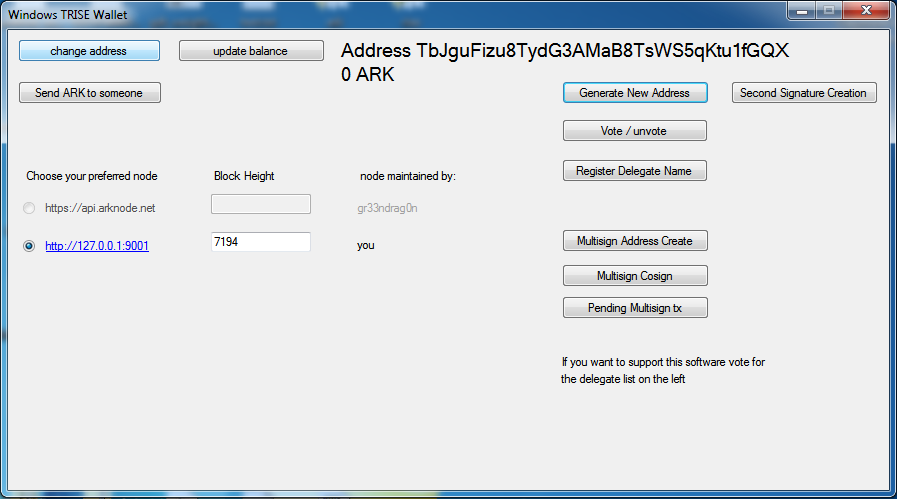 Windows TRISE Wallet
change address
update balance
Address TbJguFizu8TydG3AMaB8TsWS5qKtu1fGQX
0 ARK
Send ARK to someone
Generate New Address
Second Signature Creation
Vote / unvote
Register Delegate Name
Choose your preferred node
Block Height
node maintained by:
https://api.arknode.net
gr33ndrag0n
http://127.0.0.1:9001
7194
you
Multisign Address Create
Multisign Cosign
Pending Multisign tx
If you want to support this software vote for
the delegate list on the left